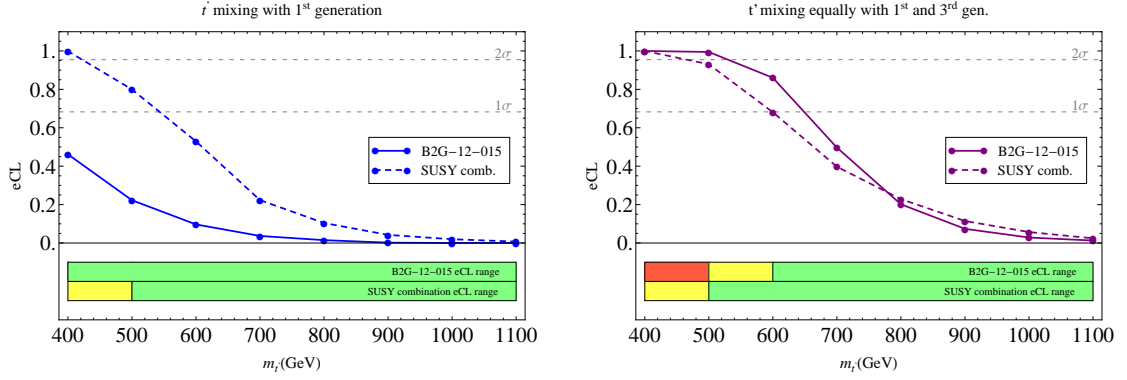 t' mixing with 1st generation
1.
0.8
0.6
0.4
0.2
0.
eCL
2σ
1σ
B2G−12−015
SUSY comb.
B2G−12−015 eCL range
SUSY combination eCL range
400 500 600 700 800 900 1000 1100
mt'(GeV)
t’ mixing equally with 1st and 3rd gen.
1.
0.8
0.6
0.4
0.2
0.
eCL
2σ
1σ
B2G−12−015
SUSY comb.
B2G−12−015 eCL range
SUSY combination eCL range
400 500 600 700 800 900 1000 1100
mt'(GeV)